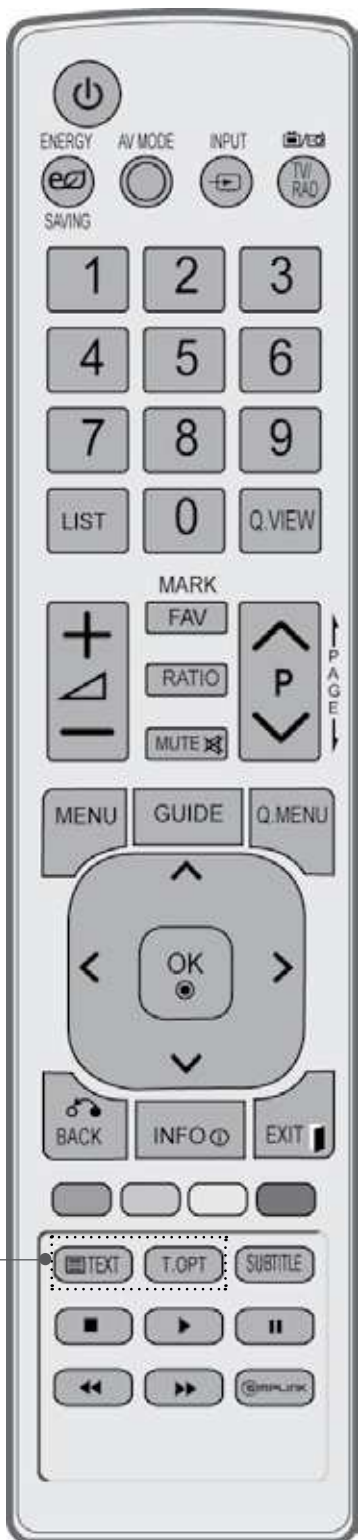 ENERGY AV MODE INPUT
TV/
RAD
SAVING
1 2 3
4 5 6
7 8 9
LIST 0 Q.VIEW
MARK
FAV
RATIO
P
PAGE
MUTE
MENU GUIDE Q.MENU
OK
BACK INFO EXIT
TEXT T.OPT SUBTITLE
SIMPLINK